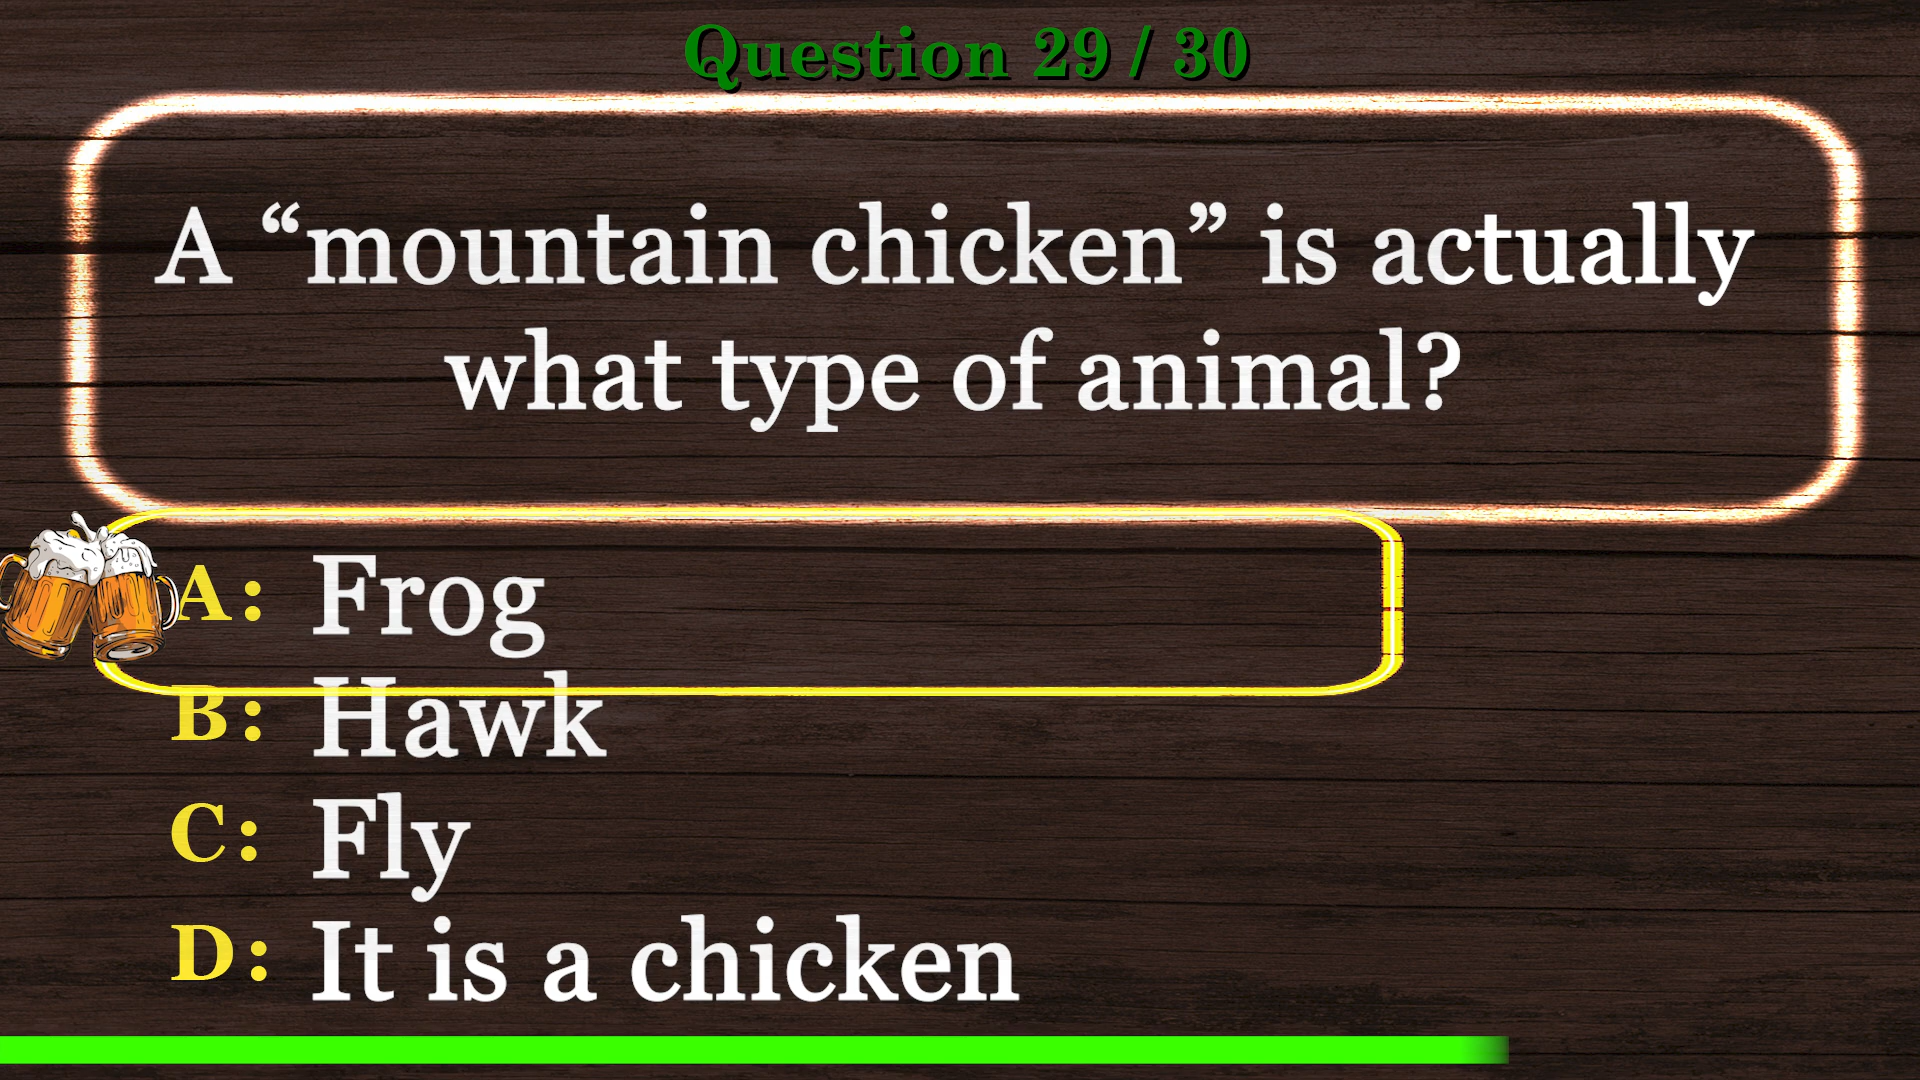 Question 29 / 30
A “mountain chicken” is actually
what type of animal?
A: Frog
B: Hawk
C: Fly
D: It is a chicken